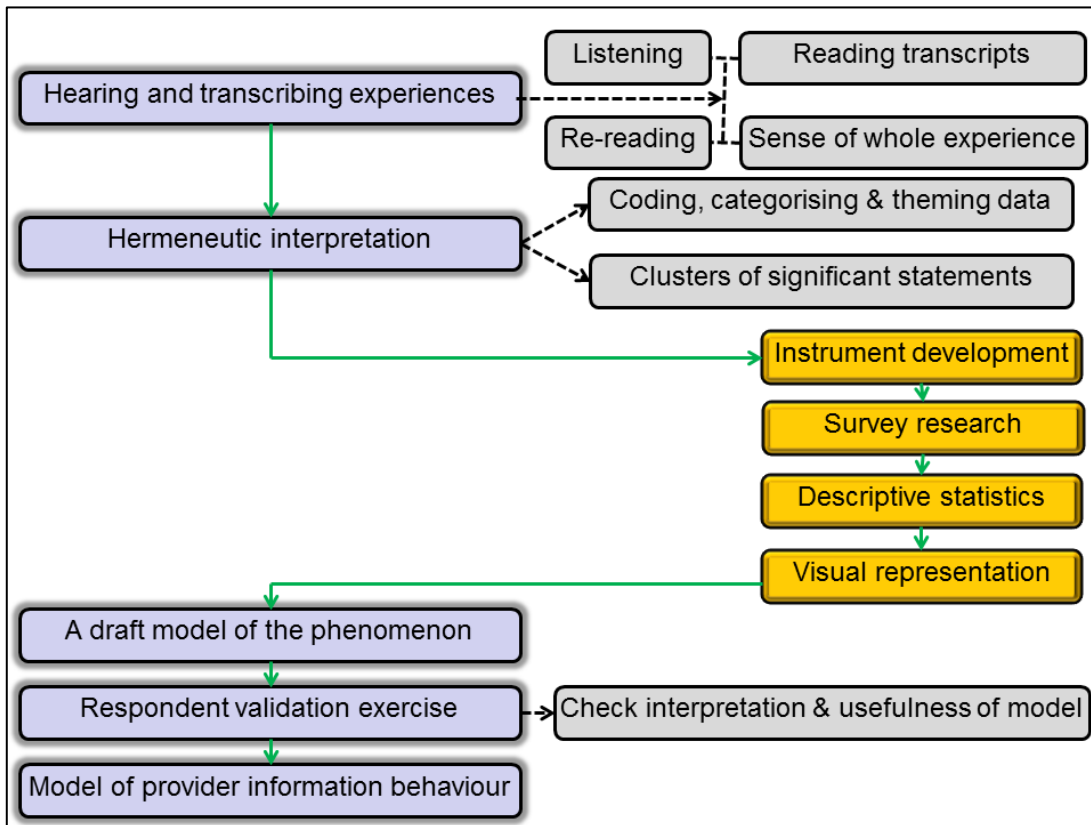 Listening
Reading transcripts
Hearing and transcribing experiences
Re-reading
Sense of whole experience
Coding, categorising & theming data
Hermeneutic interpretation
Clusters of significant statements
Instrument development
Survey research
Descriptive statistics
Visual representation
A draft model of the phenomenon
Respondent validation exercise
Check interpretation & usefulness of model
Model of provider information behaviour